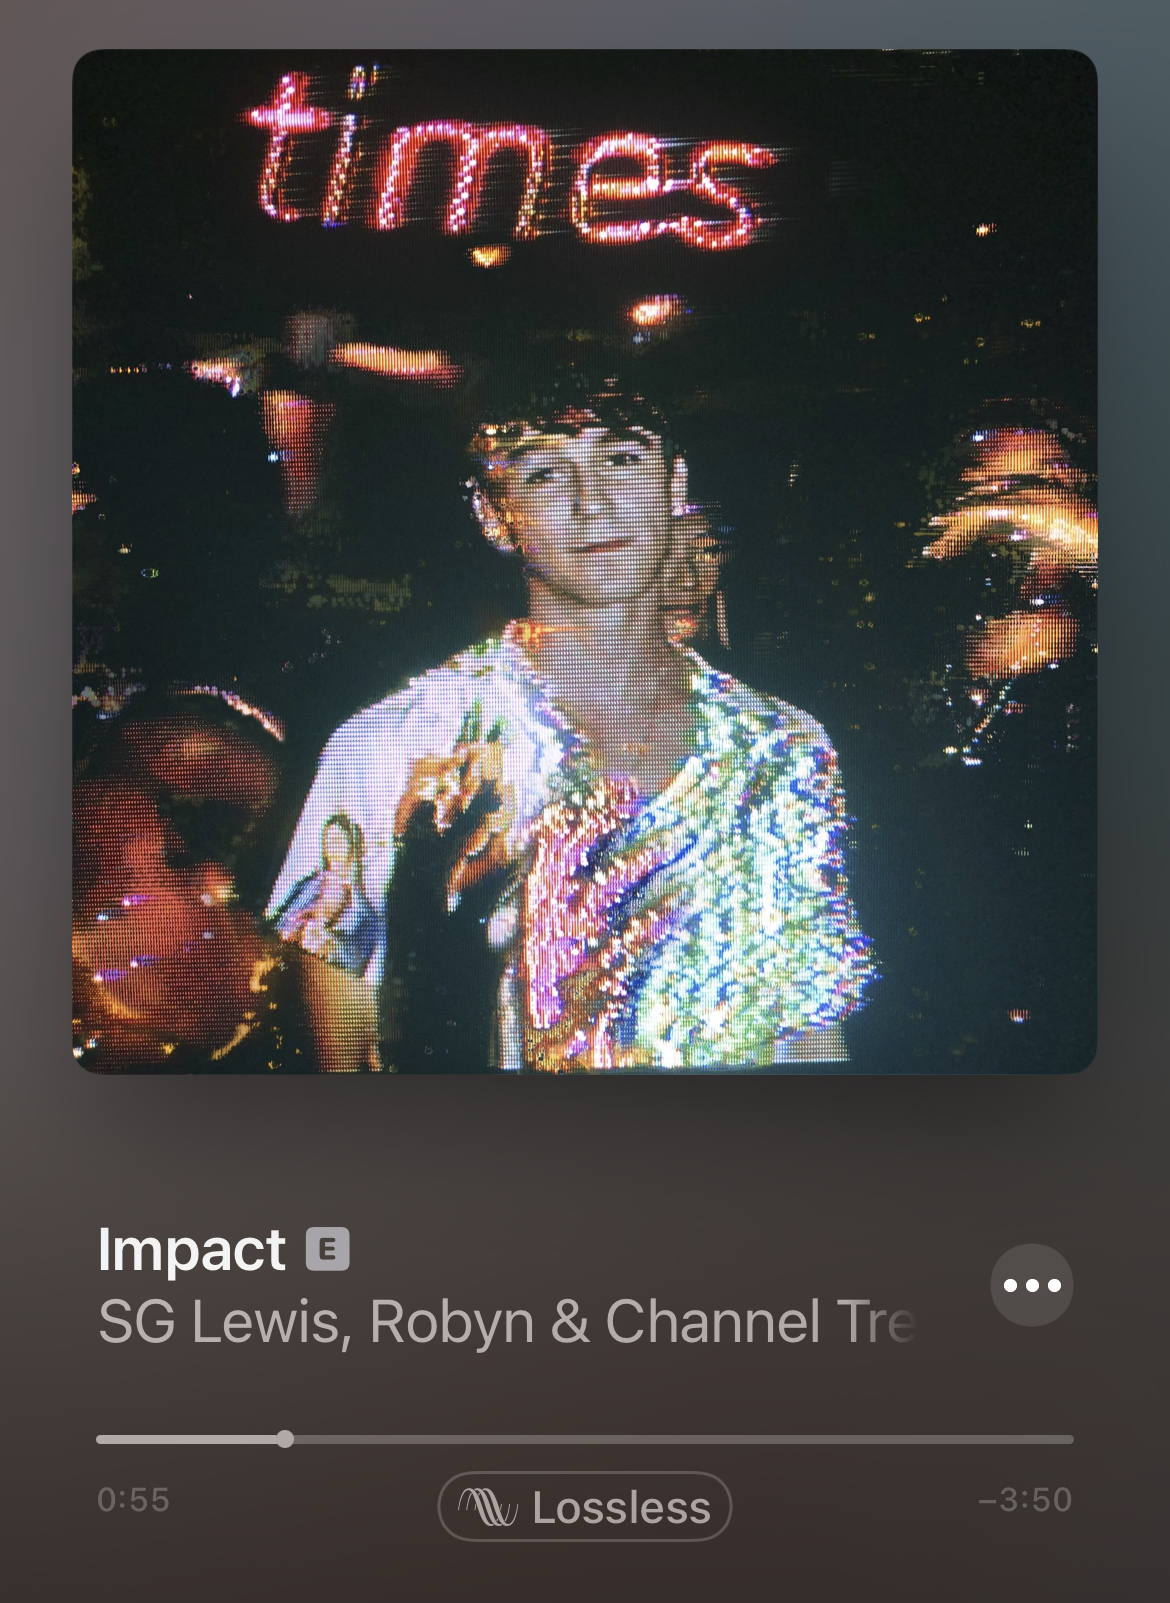 times
Impact E
SG Lewis, Robyn & Channel Tre
0:55
Lossless
–3:50